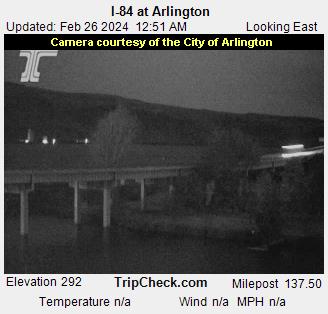 I-84 at Arlington
Updated: Feb 26 2024 12:51 AM Looking East
Camera courtesy of the City of Arlington
Elevation 292 TripCheck.com Milepost 137.50
Temperature n/a Wind n/a MPH n/a